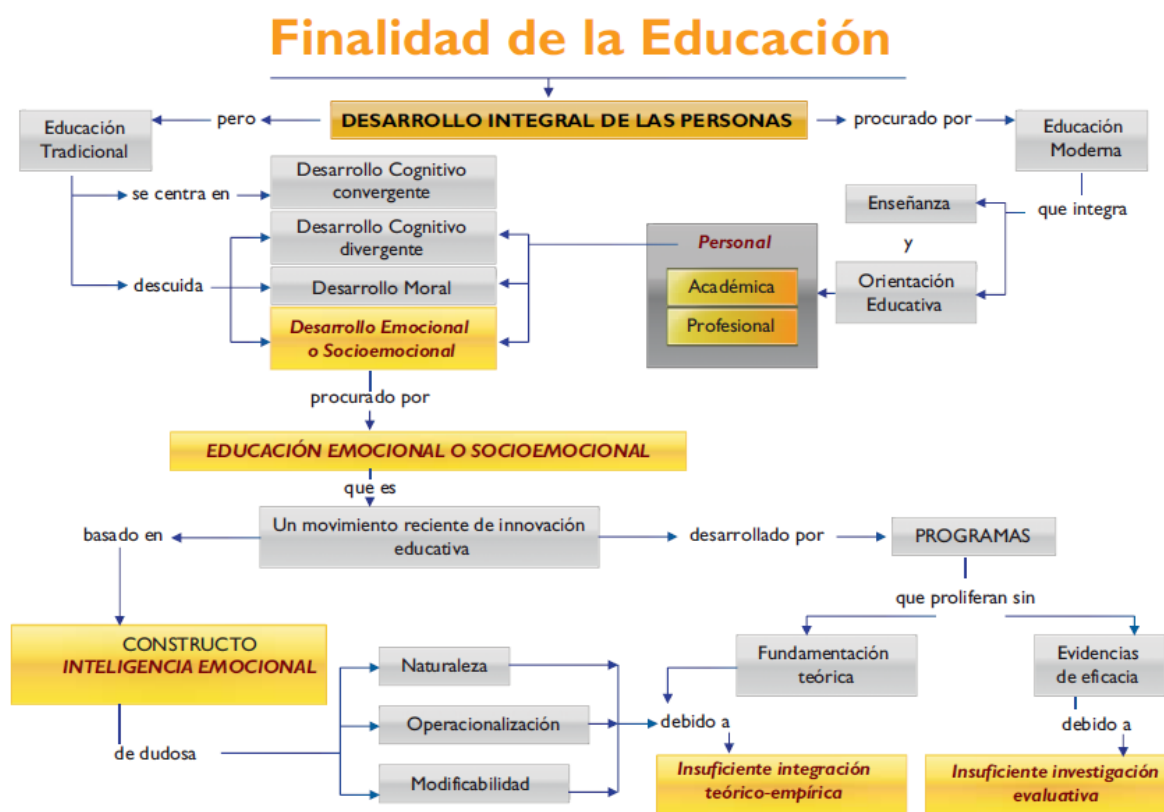 Finalidad de la Educación
DESARROLLO INTEGRAL DE LAS PERSONAS
pero
Educación
Tradicional
procurado por
Educación
Moderna
se centra en
Desarrollo Cognitivo
convergente
descuida
Desarrollo Cognitivo
divergente
Desarrollo Moral
Desarrollo Emocional
o Socioemocional
que integra
Enseñanza
y
Orientación
Educativa
Personal
Académica
Profesional
procurado por
EDUCACIÓN EMOCIONAL O SOCIOEMOCIONAL
que es
Un movimiento reciente de innovación
educativa
basado en
desarrollado por
PROGRAMAS
que proliferan sin
CONSTRUCTO
INTELIGENCIA EMOCIONAL
de dudosa
Naturaleza
Operacionalización
Modificabilidad
Fundamentación
teórica
Evidencias
de eficacia
debido a
debido a
Insuficiente integración
teórico-empírica
Insuficiente investigación
evaluativa